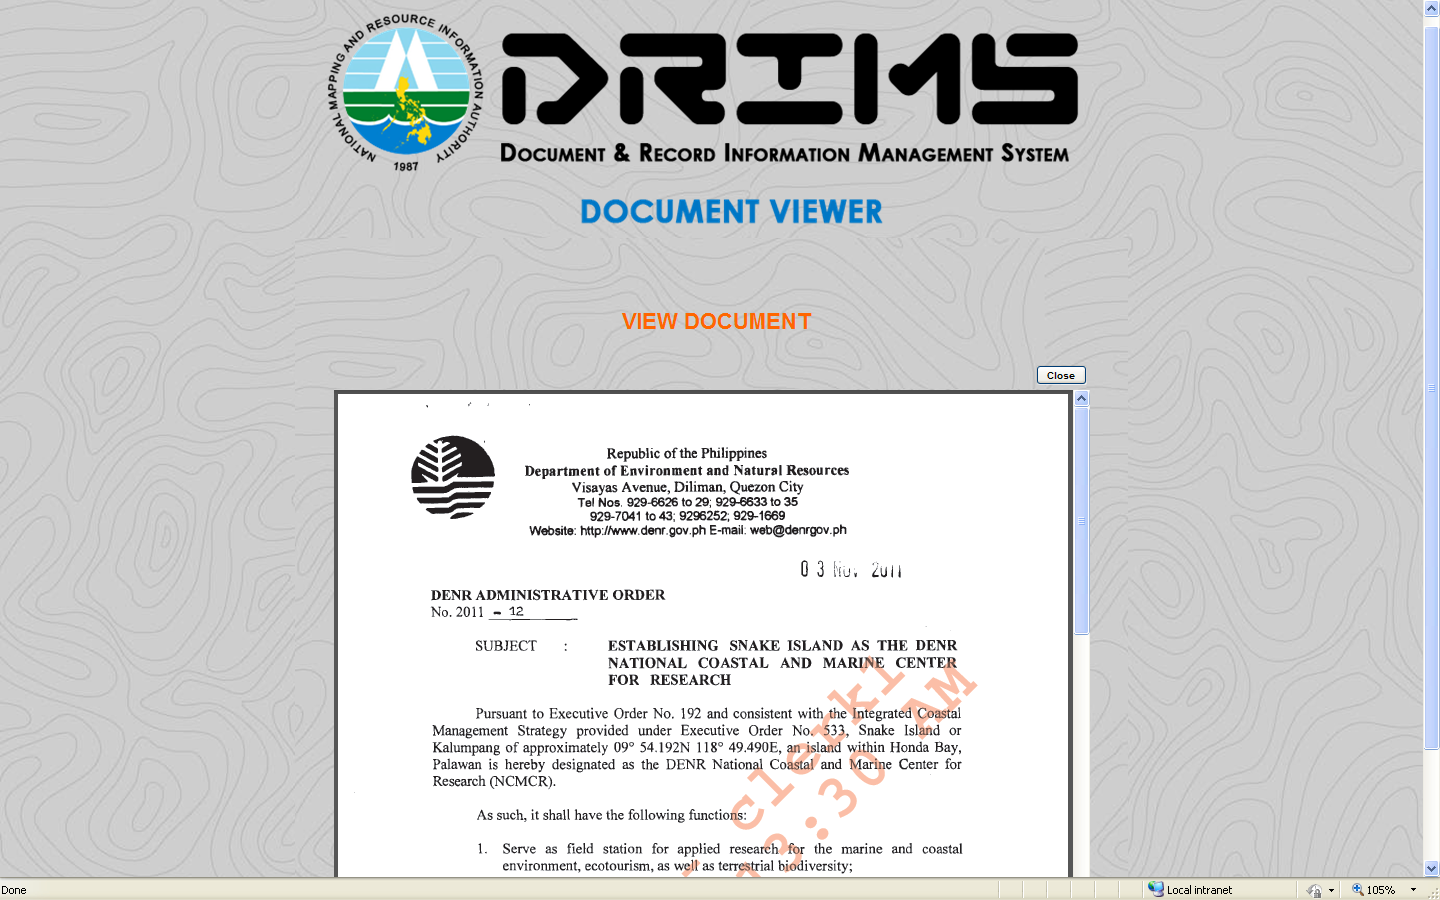 NATIONAL MAPPING AND RESOURCE INFORMATION AUTHORITY
1987
DRIMS
DOCUMENT & RECORD INFORMATION MANAGEMENT SYSTEM
DOCUMENT VIEWER
VIEW DOCUMENT
Close
Republic of the Philippines
Department of Environment and Natural Resources
Visayas Avenue, Diliman, Quezon City
Tel Nos. 929-6626 to 29; 929-6633 to 35
929-7041 to 43; 9296252; 929-1669
Website: http://www.denr.gov.ph E-mail: web@denrgov.ph
03 Nov 2011
DENR ADMINISTRATIVE ORDER
No. 2011 - 12
SUBJECT : ESTABLISHING SNAKE ISLAND AS THE DENR
NATIONAL COASTAL AND MARINE CENTER
FOR RESEARCH
Pursuant to Executive Order No. 192 and consistent with the Integrated Coastal
Management Strategy provided under Executive Order No. 533, Snake Island or
Kalumpang of approximately 09° 54.192N 118° 49.490E, an island within Honda Bay,
Palawan is hereby designated as the DENR National Coastal and Marine Center for
Research (NCMCR).
As such, it shall have the following functions:
1. Serve as field station for applied research for the marine and coastal
environment, ecotourism, as well as terrestrial biodiversity;
clerk1
3:30 AM
Done
Local intranet
105%